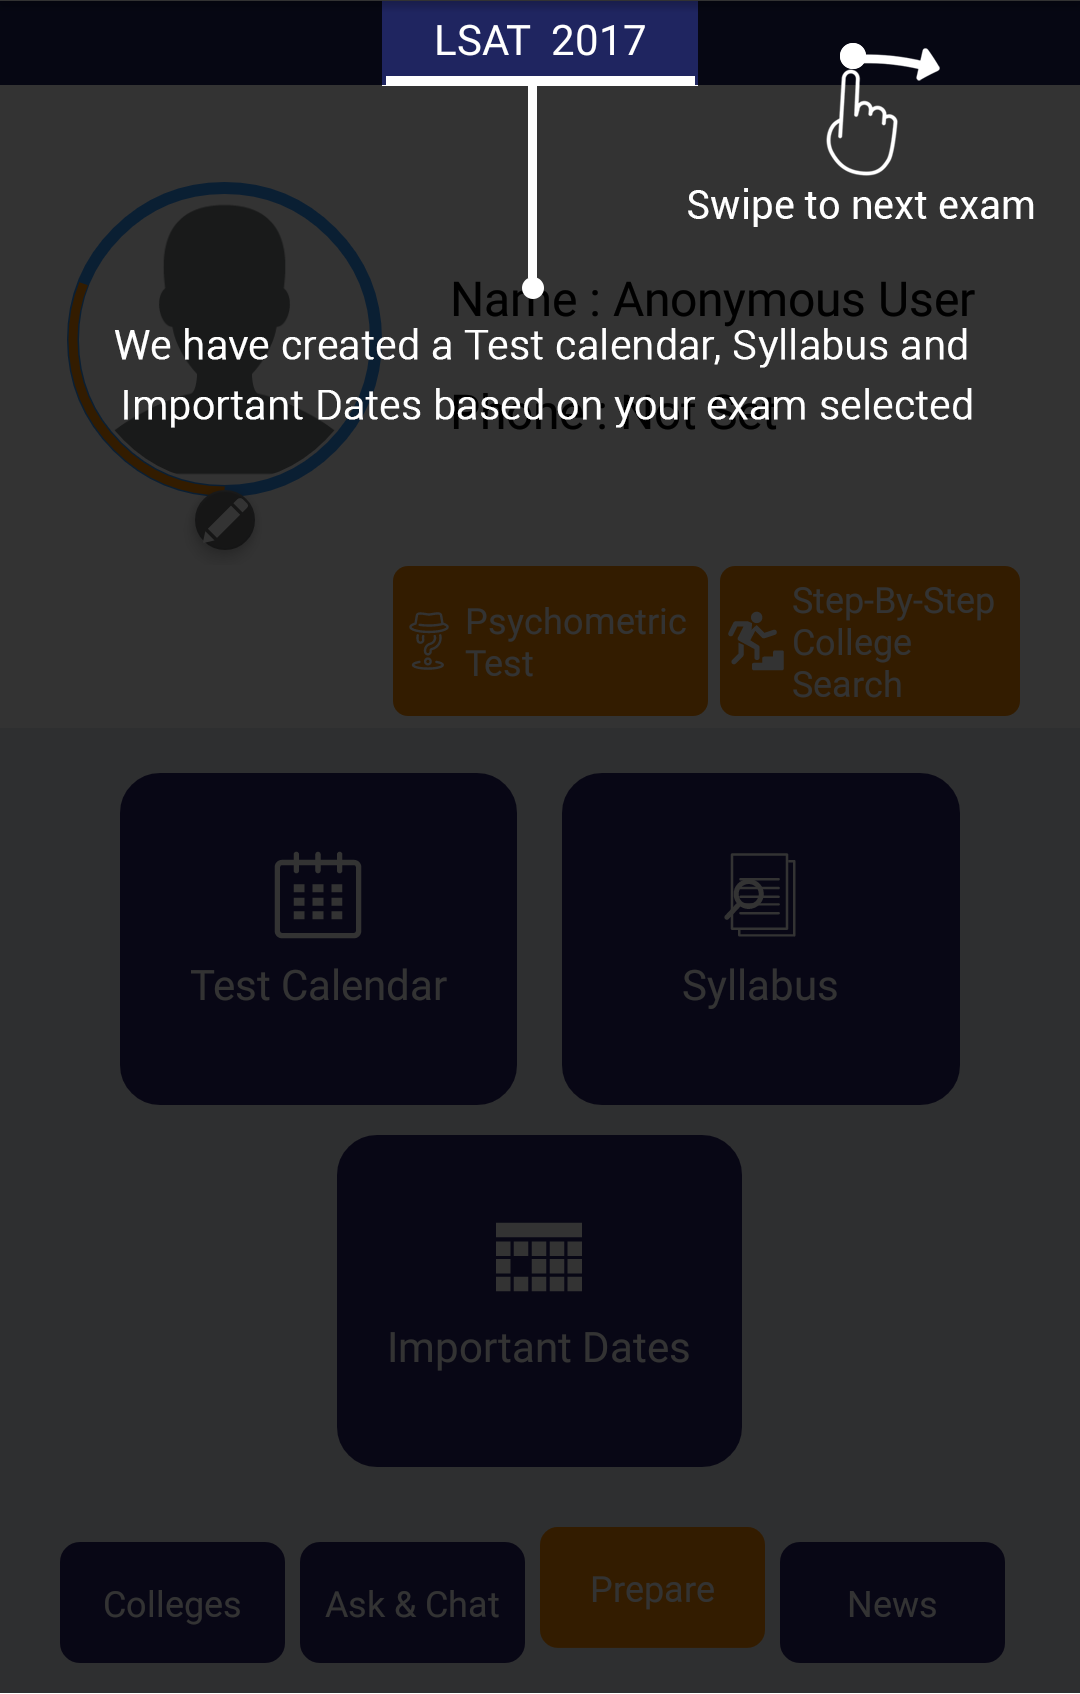 LSAT 2017
Swipe to next exam
Name : Anonymous User
We have created a Test calendar, Syllabus and
Important Dates based on your exam selected
Phone : Not Set
Psychometric
Test
Step-By-Step
College
Search
Test Calendar
Syllabus
Important Dates
Colleges
Ask & Chat
Prepare
News